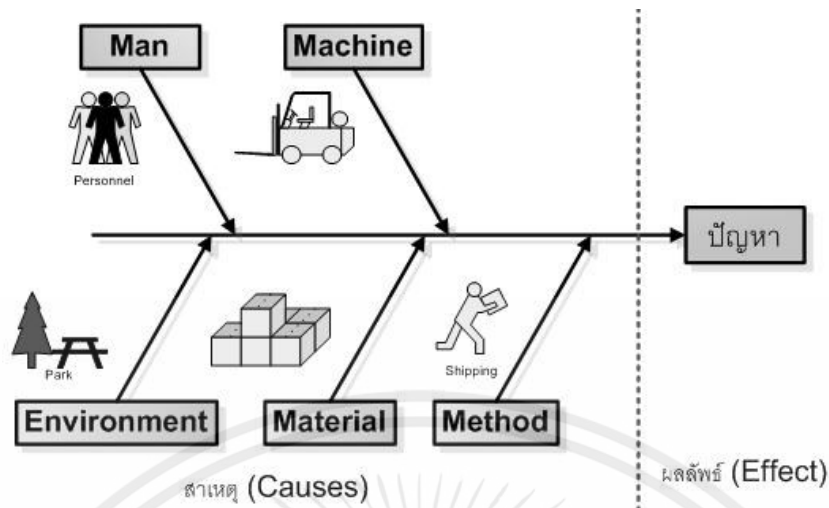 Man
Machine
Personnel
ปัญหา
Park
Shipping
Environment
Material
Method
สาเหตุ (Causes)
ผลลัพธ์ (Effect)